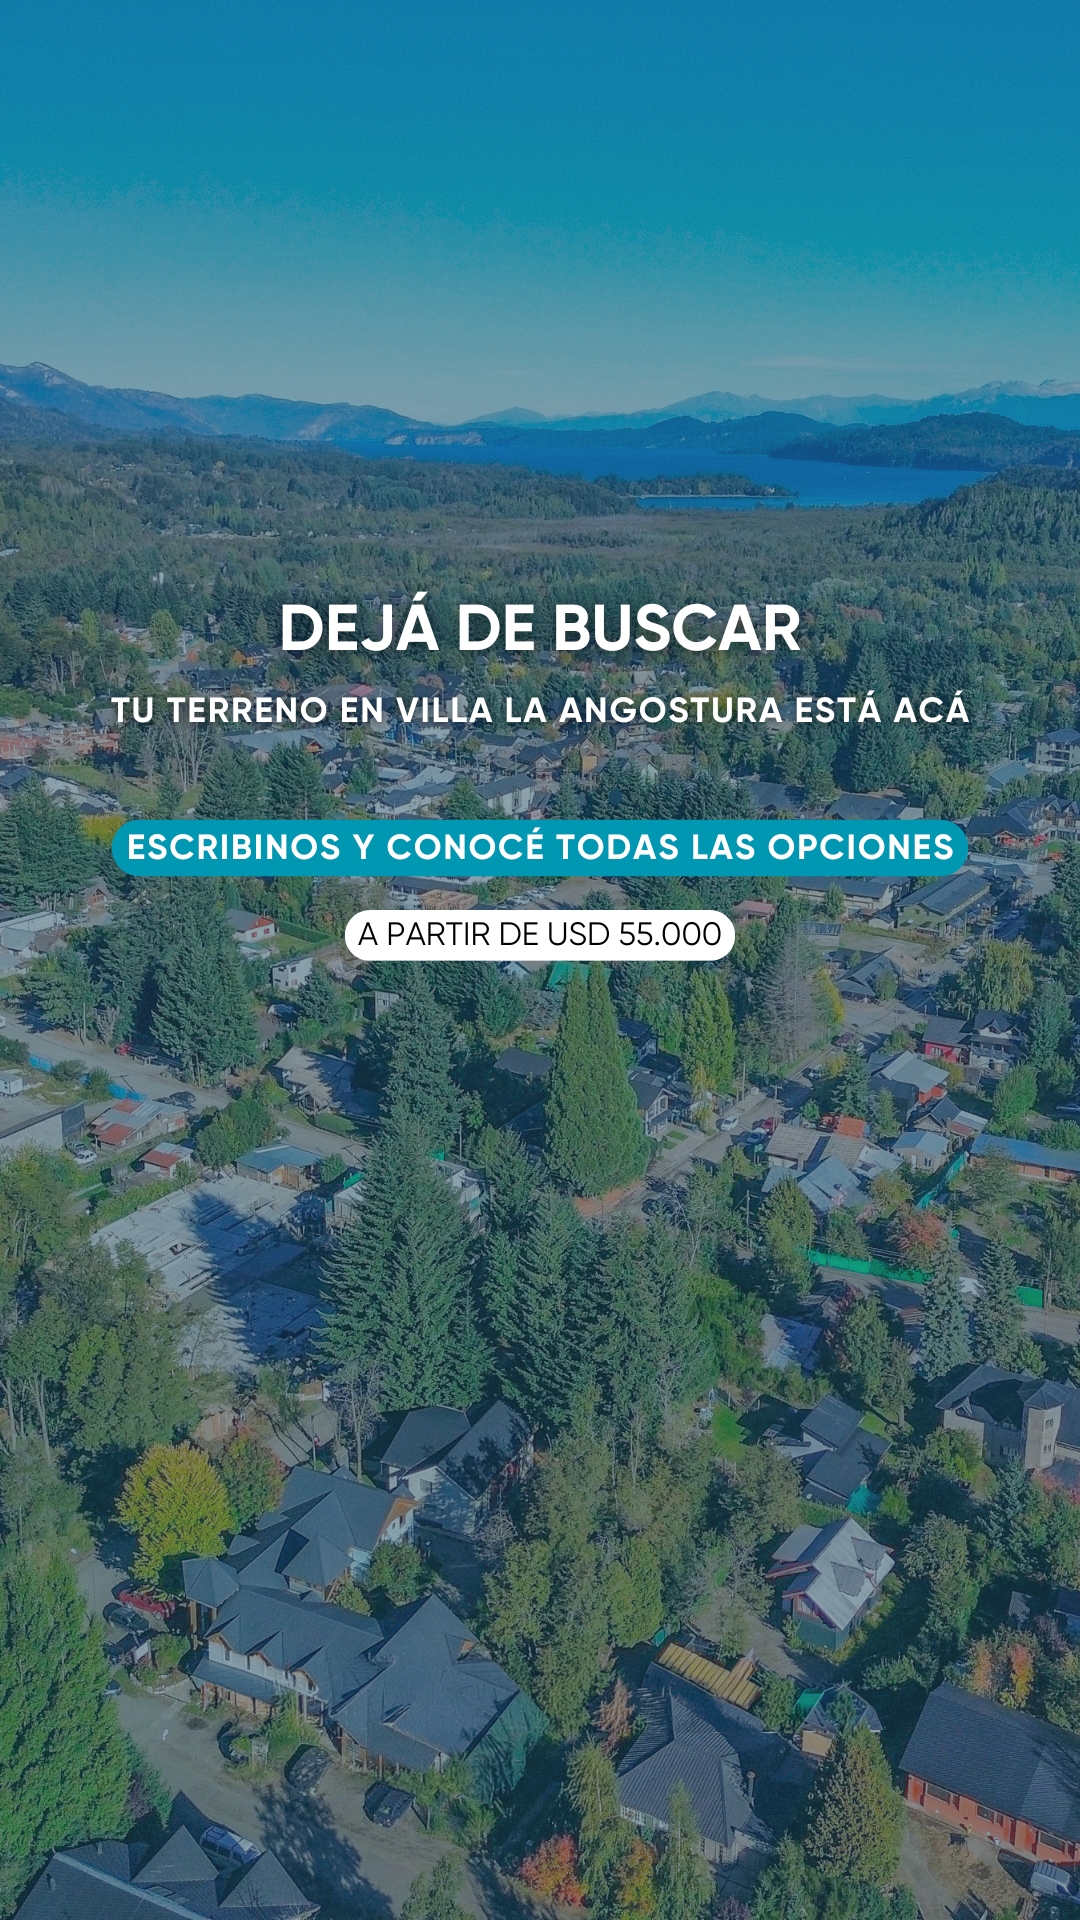 DEJÁ DE BUSCAR
TU TERRENO EN VILLA LA ANGOSTURA ESTÁ ACÁ
ESCRIBINOS Y CONOCÉ TODAS LAS OPCIONES
A PARTIR DE USD 55.000